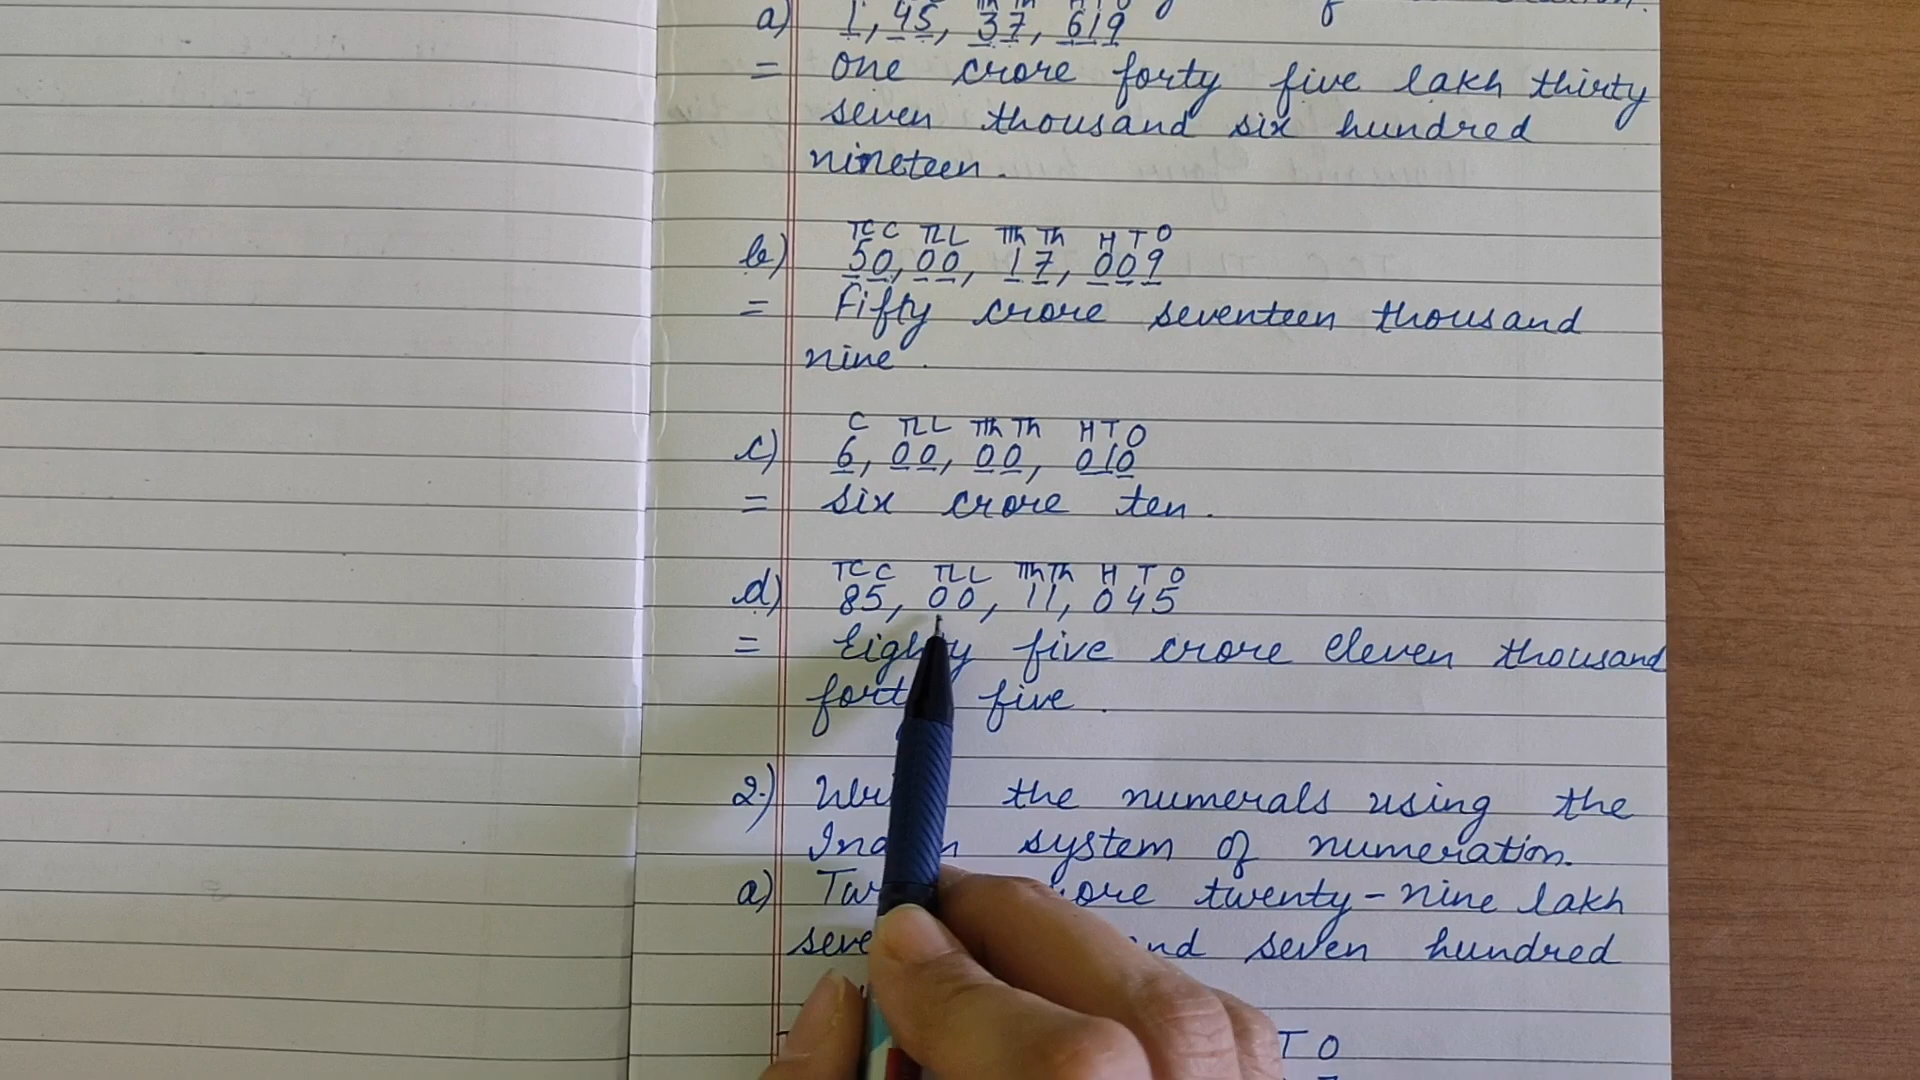 a) 1, 45, 37, 619
= one crore forty five lakh thirty
seven thousand six hundred
nineteen.
TC C TL L TTh Th H T O
b) 50, 00, 17, 009
= Fifty crore seventeen thousand
nine.
C TL L TTh Th H T O
c) 6, 00, 00, 010
= six crore ten.
TC C TL L TTh Th H T O
d) 85, 00, 11, 045
= Eighty five crore eleven thousand
forty five.
2.) the numerals using the
system of numeration.
a) twenty-nine lakh
seven hundred
T O